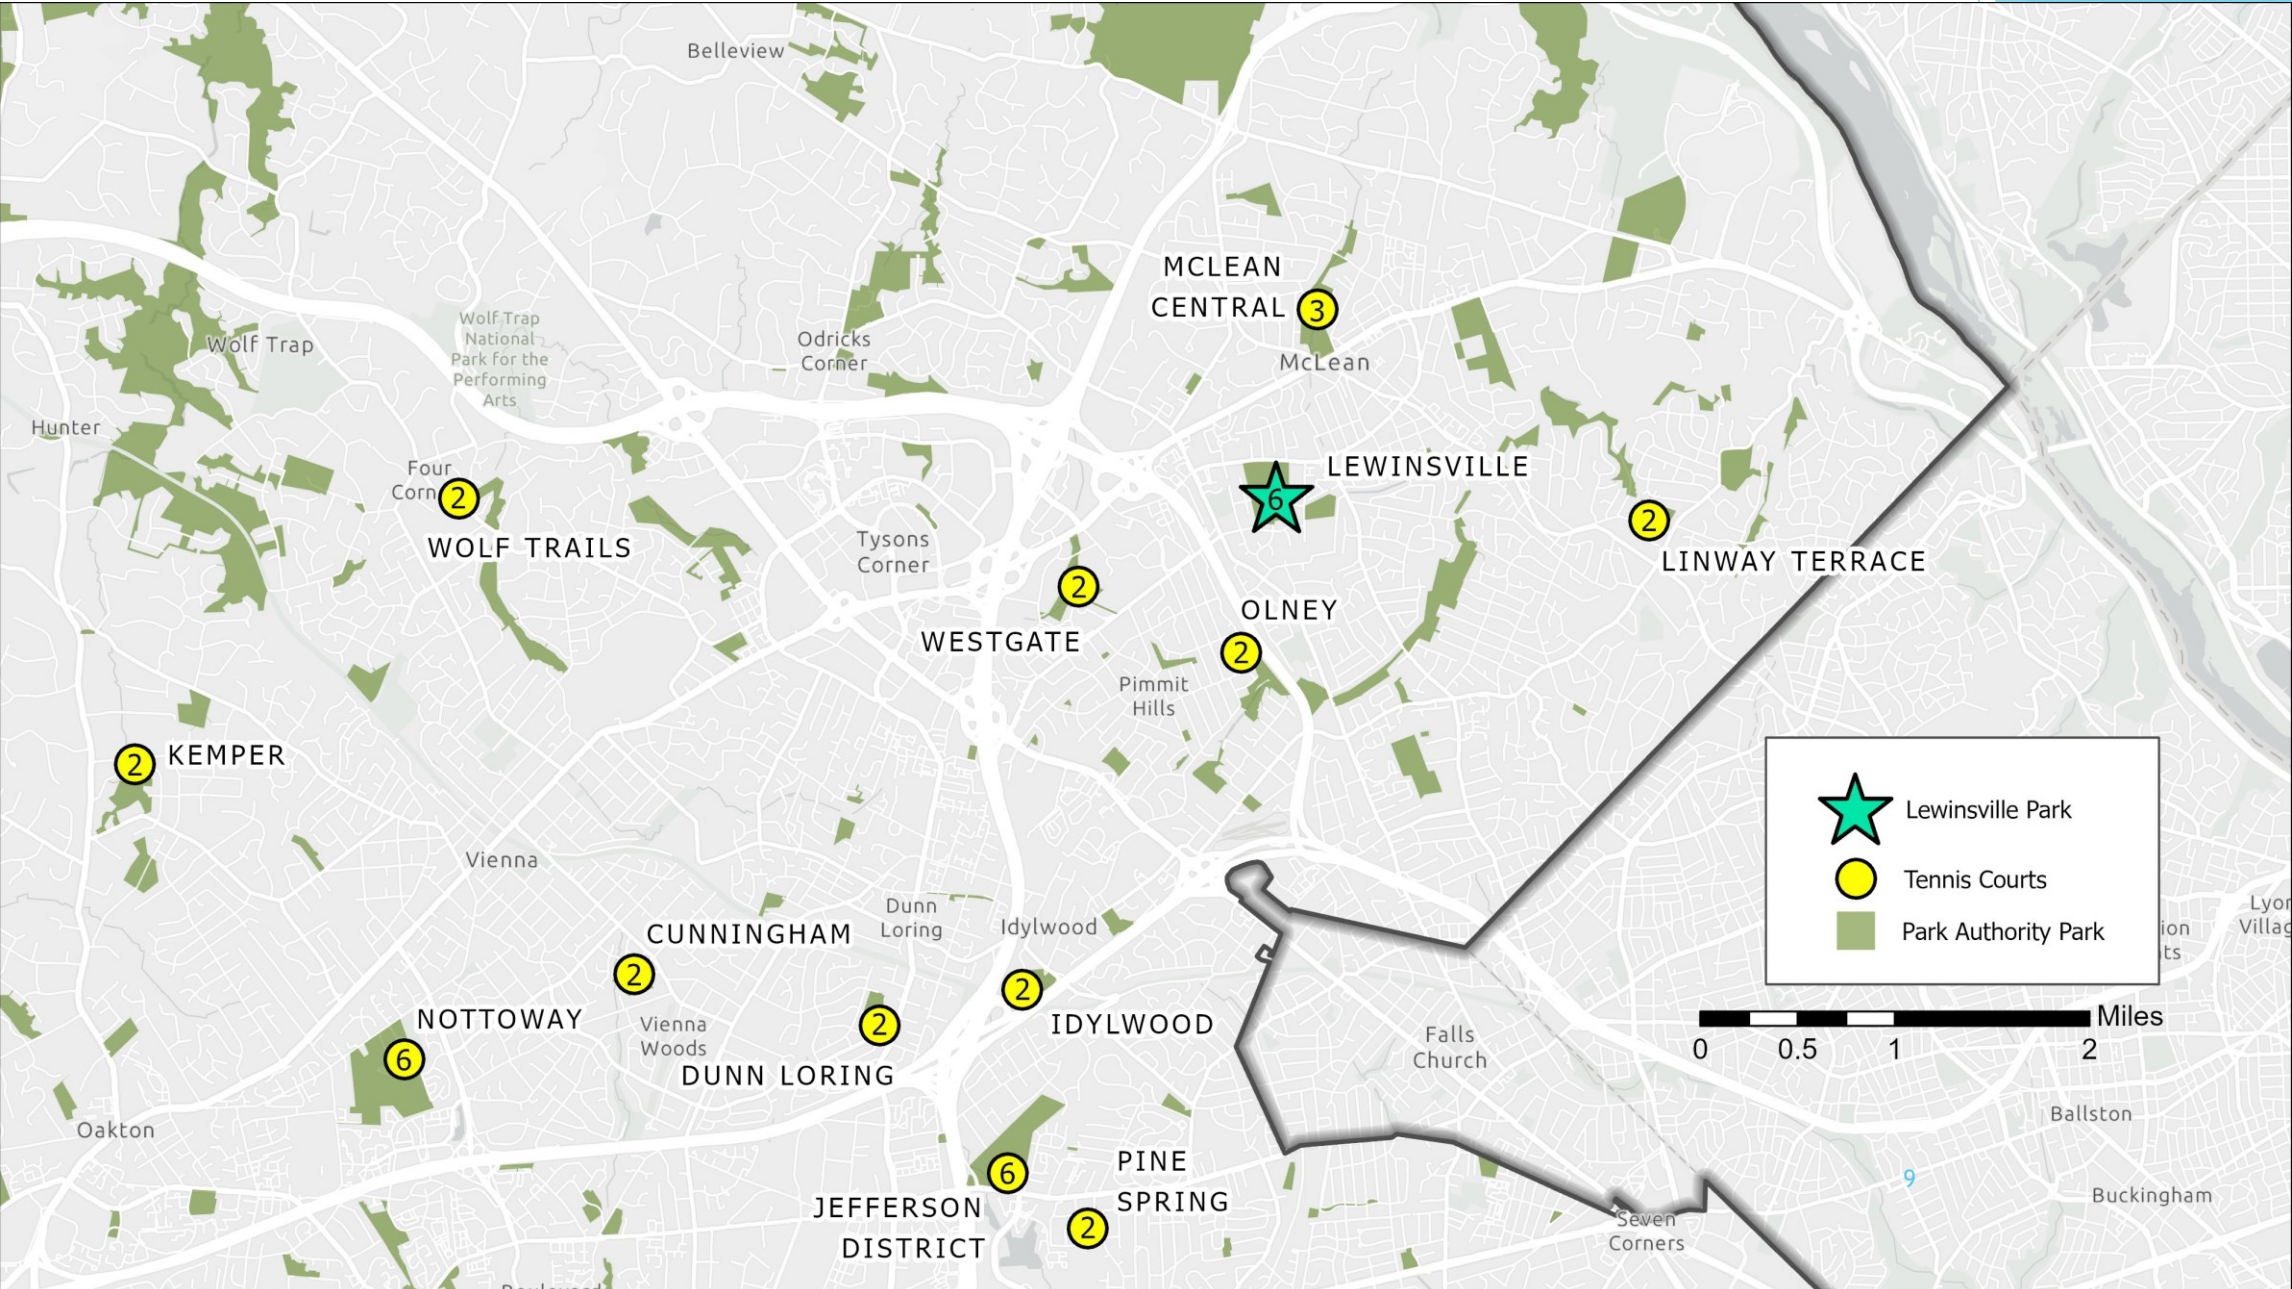 Belleview
MCLEAN
CENTRAL
3
McLean
Wolf Trap
National
Park for the
Performing
Arts
Wolf Trap
Odricks
Corner
Hunter
Four
2
WOLF TRAILS
LEWINSVILLE
6
2
LINWAY TERRACE
Tysons
Corner
2
WESTGATE
OLNEY
2
Pimmit
Hills
2
KEMPER
Lewinsville Park
Tennis Courts
Park Authority Park
Vienna
Dunn
Loring
Idylwood
CUNNINGHAM
2
2
IDYLWOOD
NOTTOWAY
6
Vienna
Woods
2
DUNN LORING
Falls
Church
Miles
0 0.5 1 2
Oakton
Ballston
6
JEFFERSON
DISTRICT
PINE
SPRING
2
9
Buckingham
Seven
Corners